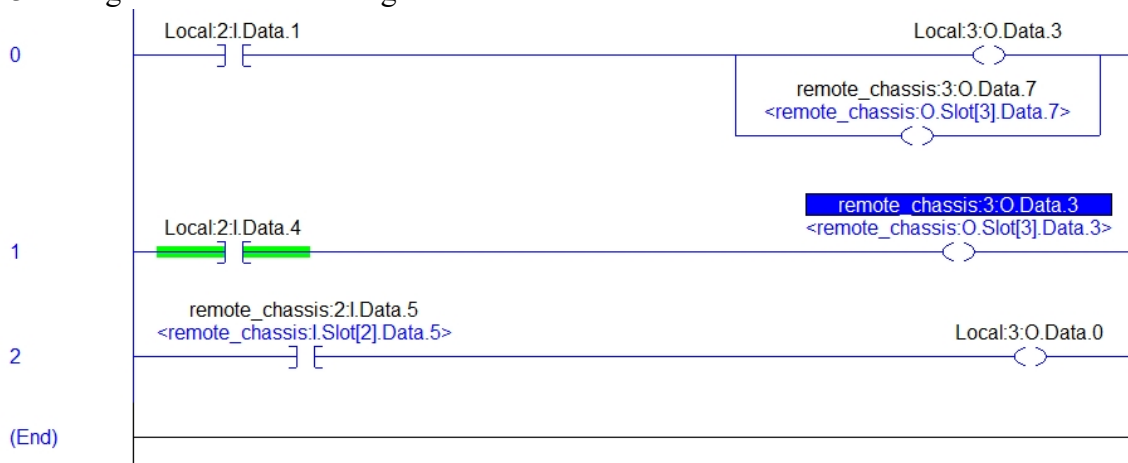 Local:2:I.Data.1
Local:3:O.Data.3
0
remote_chassis:3:O.Data.7
<remote_chassis:O.Slot[3].Data.7>
remote_chassis:3:O.Data.3
Local:2:I.Data.4
<remote_chassis:O.Slot[3].Data.3>
1
remote_chassis:2:I.Data.5
<remote_chassis:I.Slot[2].Data.5>
Local:3:O.Data.0
2
(End)